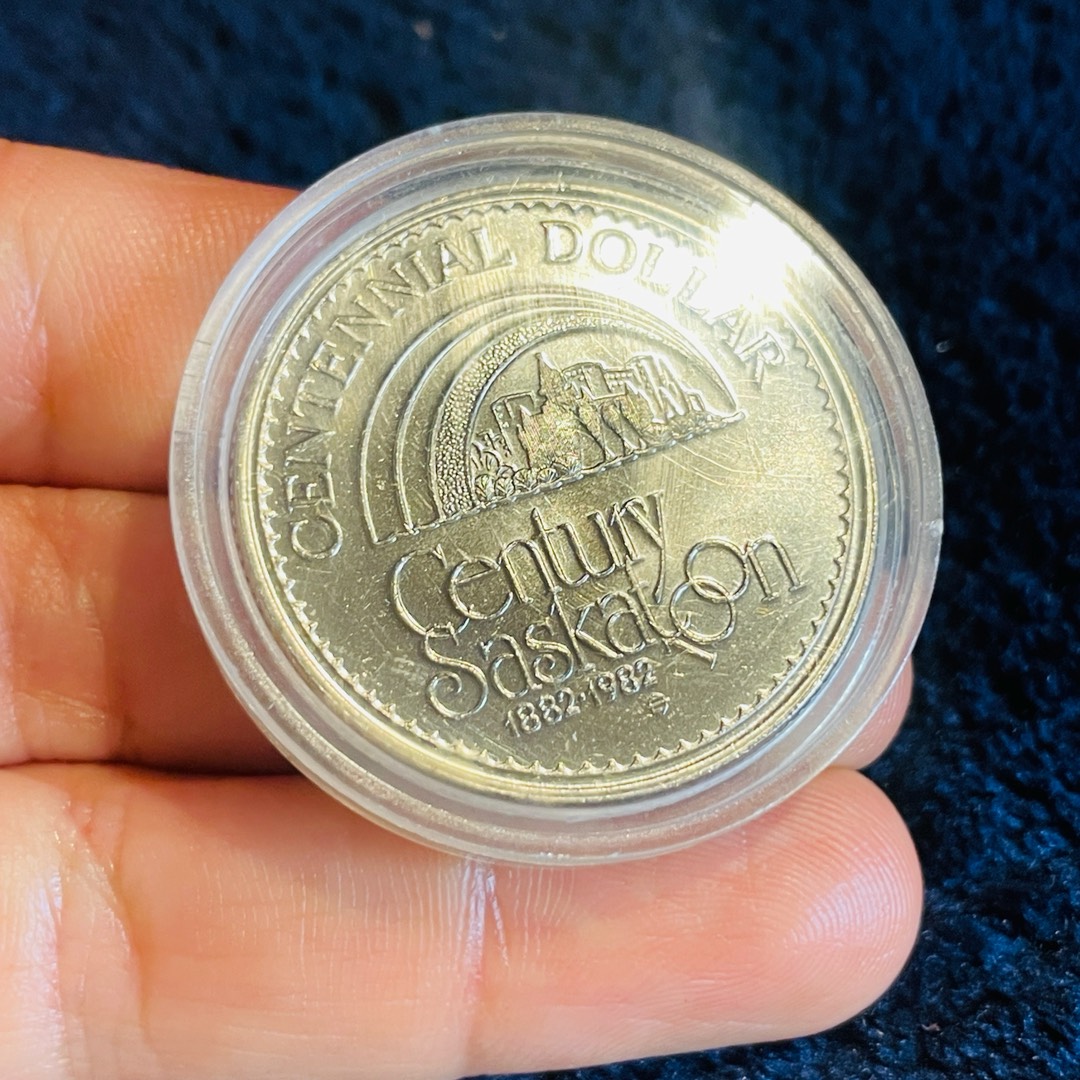 CENTENNIAL DOLLAR
Century
Saskatoon
1882•1982